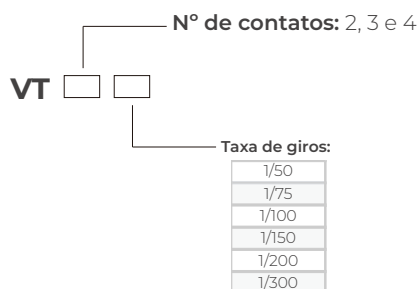 Nº de contatos: 2, 3 e 4
VT
Taxa de giros:
1/50
1/75
1/100
1/150
1/200
1/300